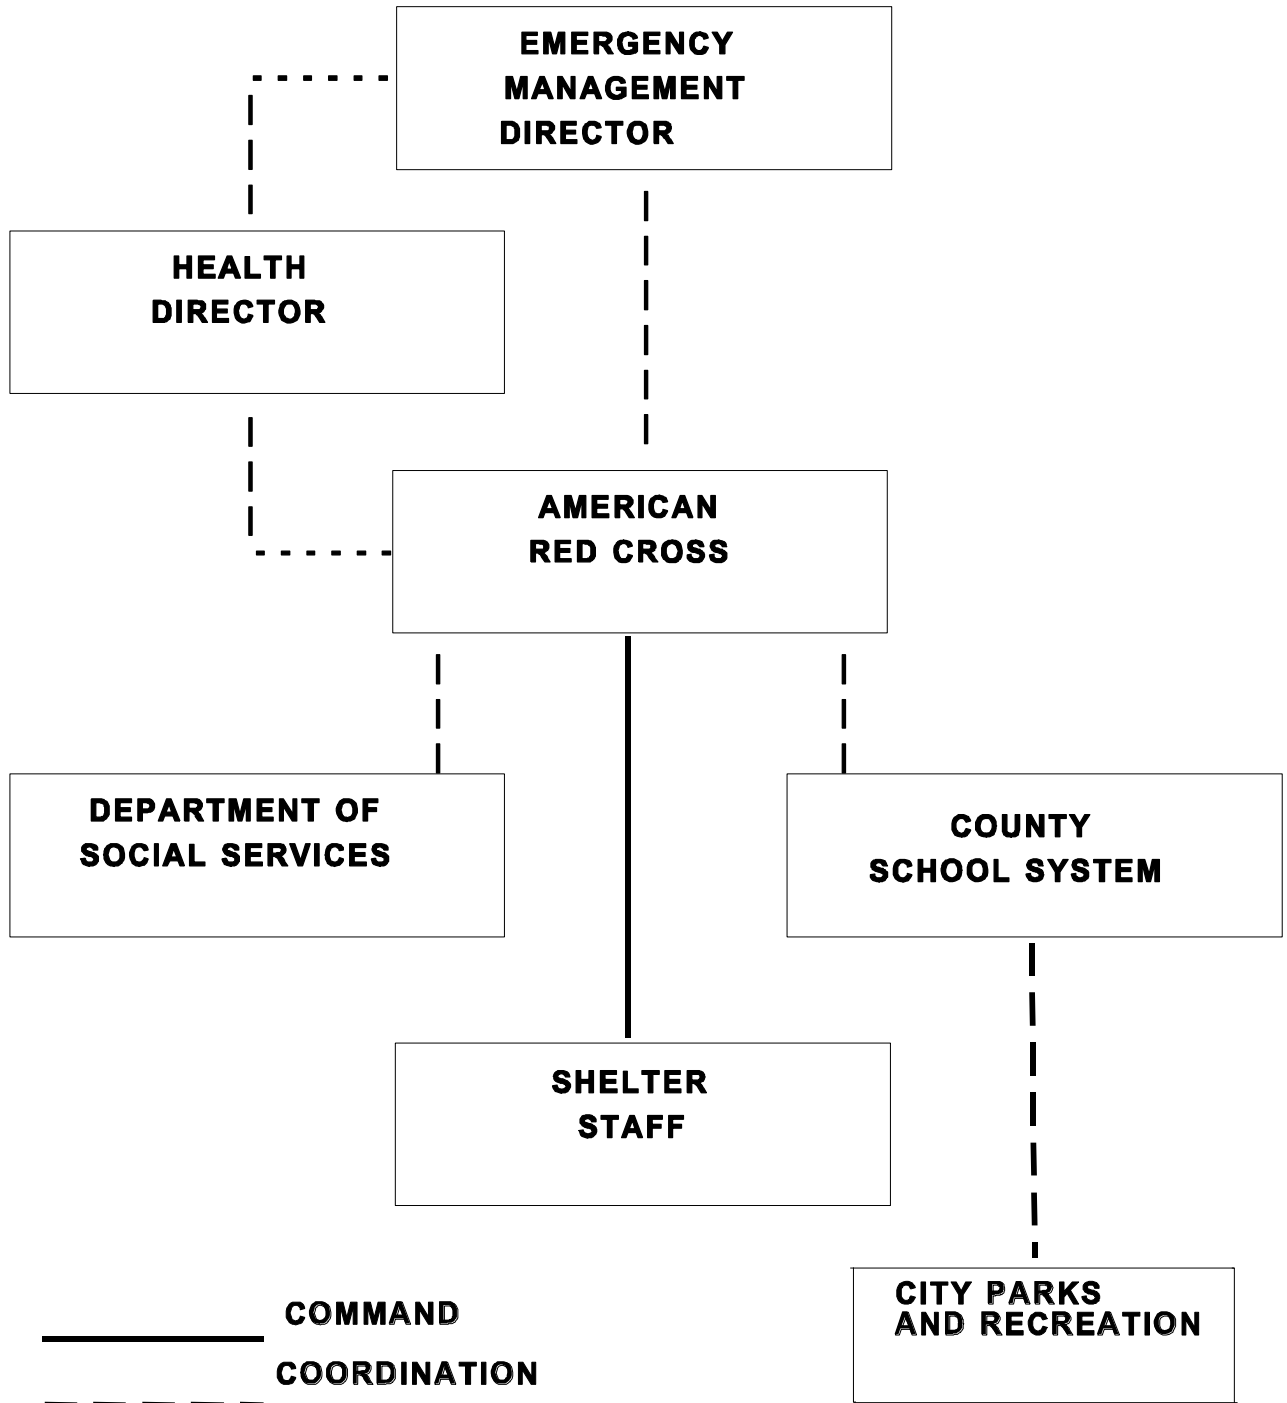 EMERGENCY
MANAGEMENT
DIRECTOR
HEALTH
DIRECTOR
AMERICAN
RED CROSS
DEPARTMENT OF
SOCIAL SERVICES
COUNTY
SCHOOL SYSTEM
SHELTER
STAFF
CITY PARKS
AND RECREATION
COMMAND
COORDINATION